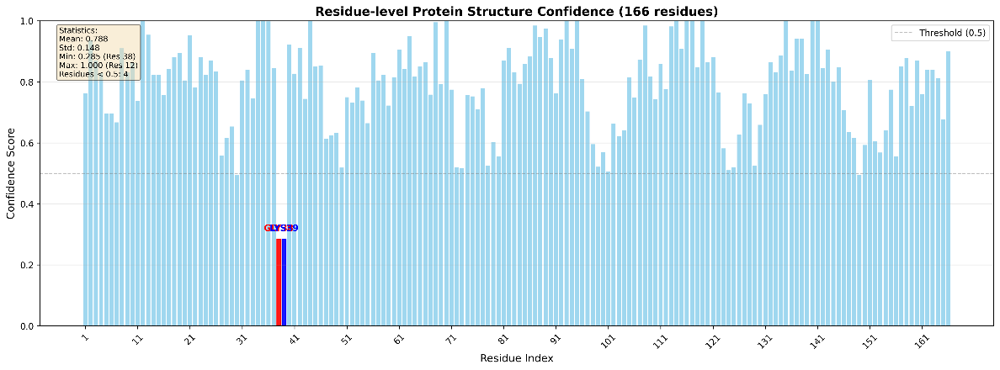 Residue-level Protein Structure Confidence (166 residues)
Statistics:
Mean: 0.788
Std: 0.148
Min: 0.285 (Res 38)
Max: 1.000 (Res 12)
Residues < 0.5: 4
Threshold (0.5)
Confidence Score
1.0
0.8
0.6
0.4
0.2
0.0
LYS39
1
11
21
31
41
51
61
71
81
91
101
111
121
131
141
151
161
Residue Index